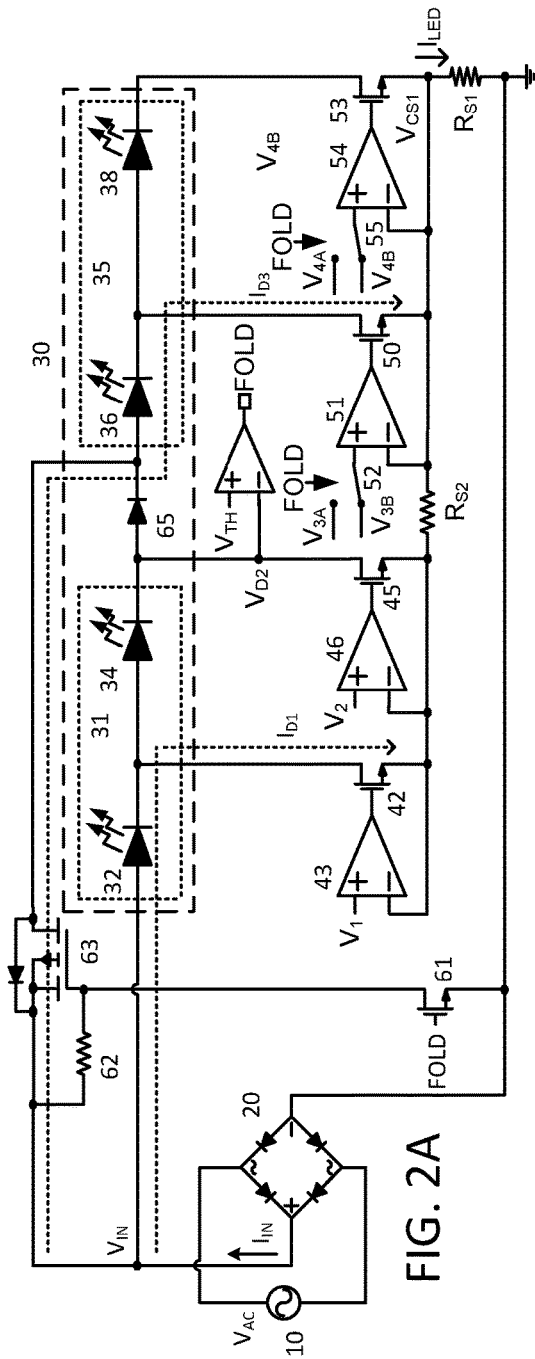 30
63
62
V_IN
32
31
34
65
36
35
38
I_D1
V_TH
FOLD
V_D2
I_D3
V_4B
I_IN
20
V_AC
10
V_1
43
42
V_2
46
45
FOLD
V_3A
V_3B
52
51
50
FOLD
V_4A
V_4B
55
54
53
V_CS1
I_LED
R_S2
R_S1
FOLD
61
FIG. 2A